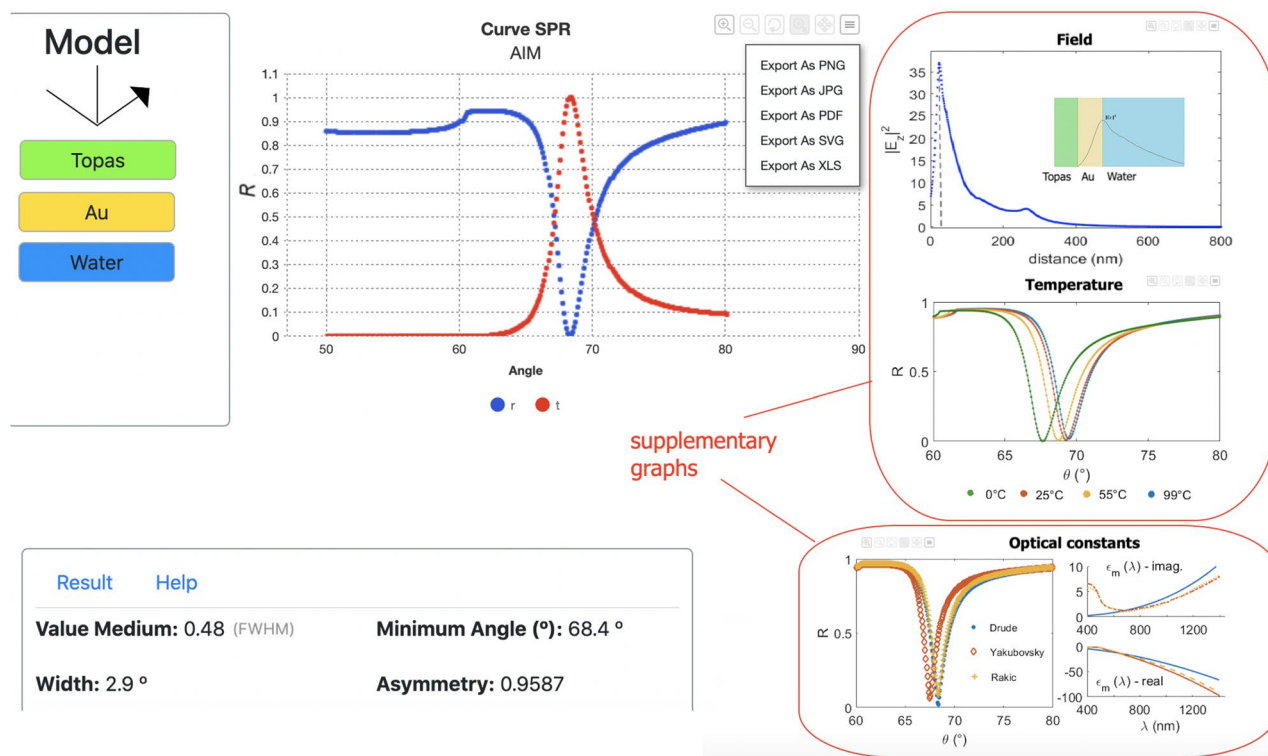 Model
Topas
Au
Water
Curve SPR
AIM
Export As PNG
Export As JPG
Export As PDF
Export As SVG
Export As XLS
1.1
1
0.9
0.8
0.7
0.6
0.5
0.4
0.3
0.2
0.1
0
R
50
60
70
80
90
Angle
r
t
Field
|E_z|^2
35
30
25
20
15
10
5
0
0
200
400
600
800
distance (nm)
Topas
Au
Water
Temperature
R
1
0.5
0
60
65
70
75
80
θ (°)
0°C
25°C
55°C
99°C
supplementary
graphs
Optical constants
R
1
0.5
0
60
65
70
75
80
θ (°)
Drude
Yakubovsky
Rakic
ϵ_m (λ) - imag.
10
5
0
400
800
1200
ϵ_m (λ) - real
0
-50
-100
400
800
1200
λ (nm)
Result
Help
Value Medium: 0.48 (FWHM)
Minimum Angle (º): 68.4 º
Width: 2.9 º
Asymmetry: 0.9587